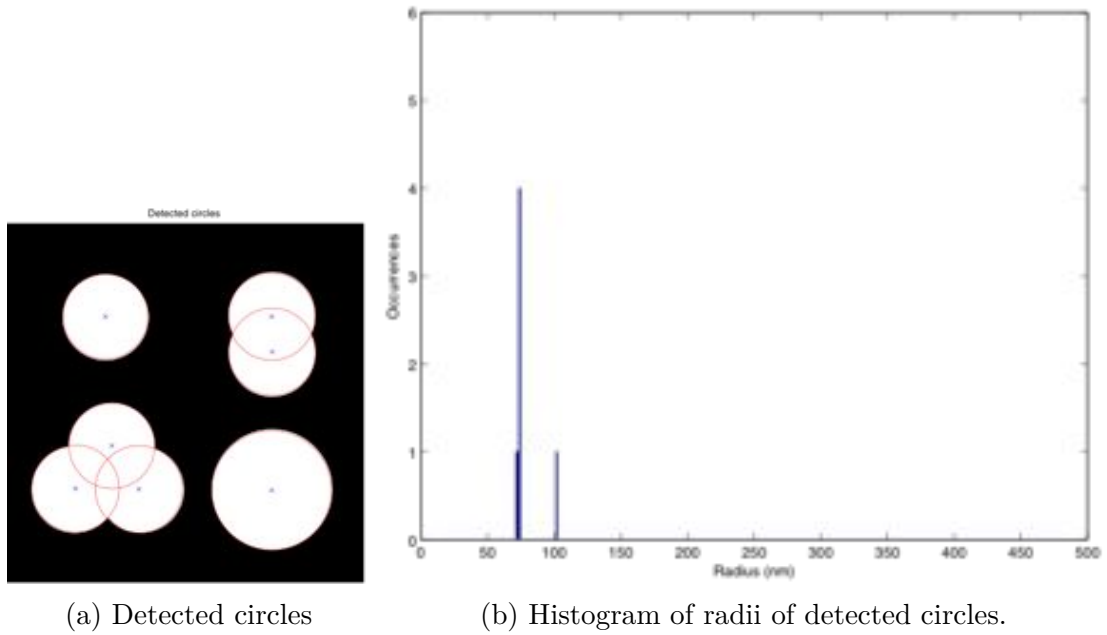 Detected circles
6
5
4
3
2
1
0
Occurrences
0 50 100 150 200 250 300 350 400 450 500
Radius (nm)
(a) Detected circles
(b) Histogram of radii of detected circles.